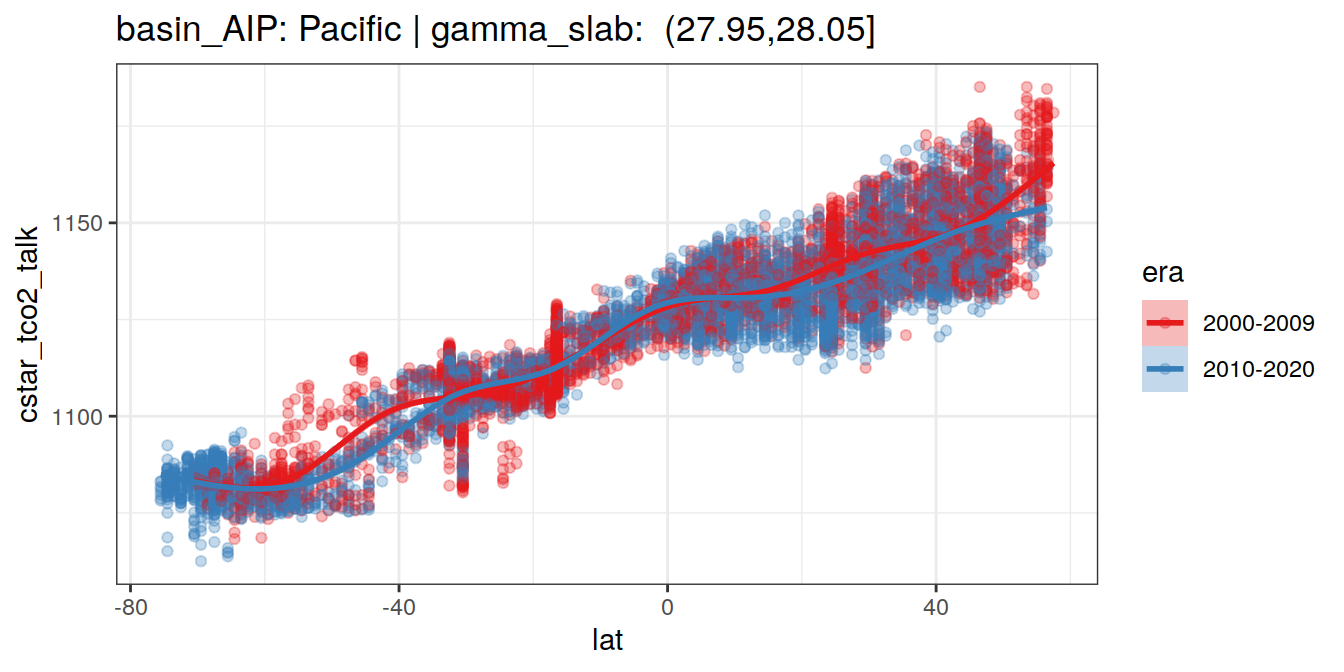 basin_AIP: Pacific | gamma_slab:  (27.95,28.05]
cstar_tco2_talk
1150
1100
-80
-40
0
40
lat
era
2000-2009
2010-2020